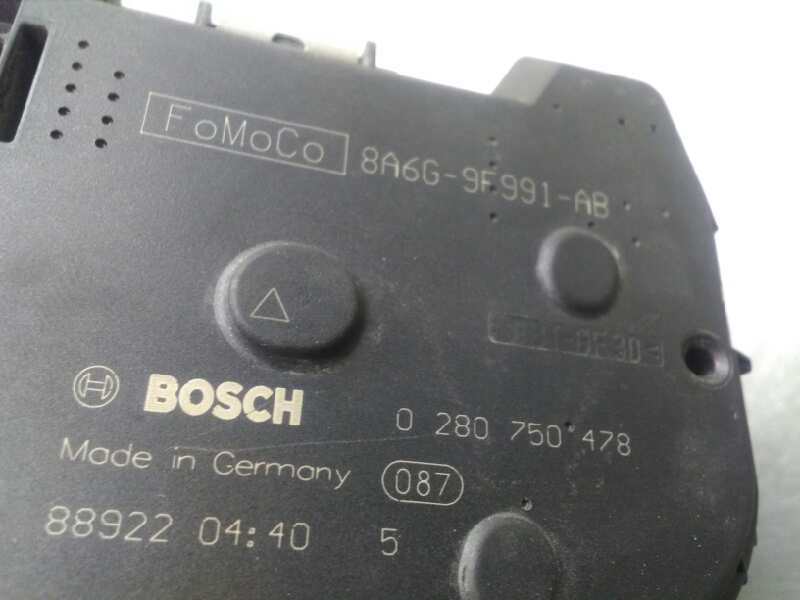 FoMoCo 8A6G-9F991-AB
BOSCH 0 280 750 478
Made in Germany 087
88922 04:40 5